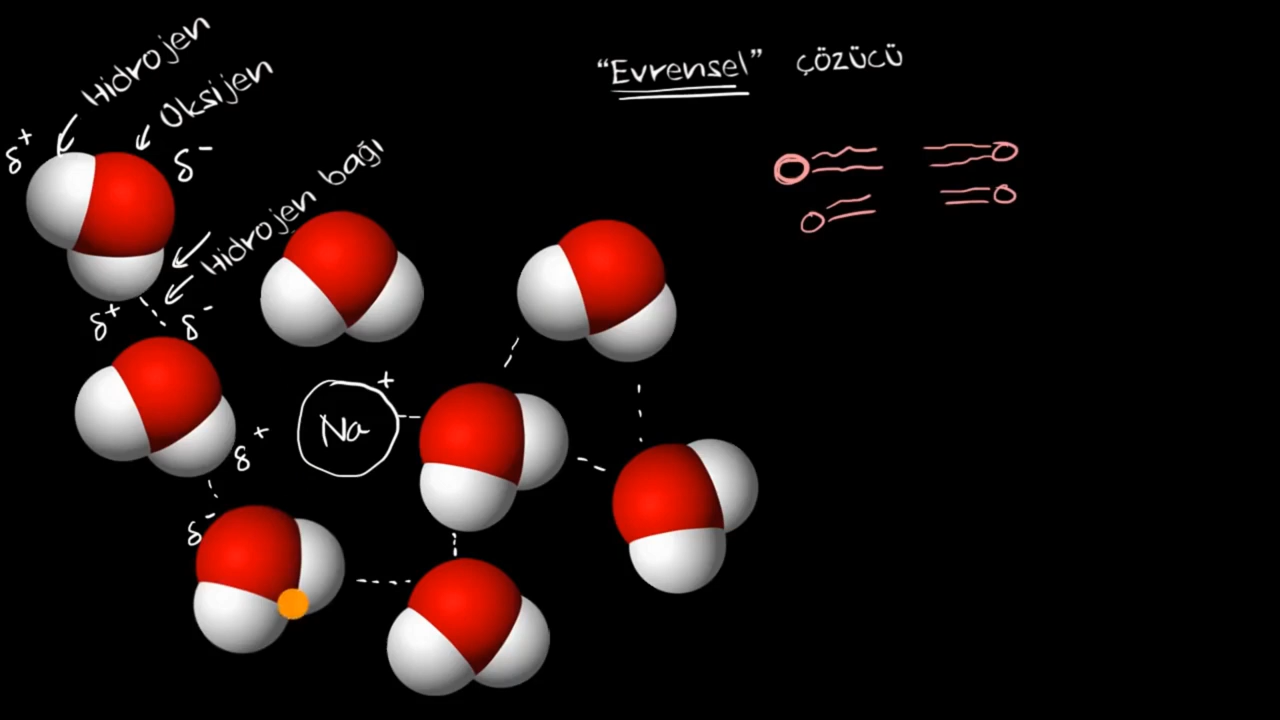 Hidrojen
Oksijen
δ+
δ-
Hidrojen bağı
δ+
δ-
δ+
δ-
Na+
"Evrensel" çözücü